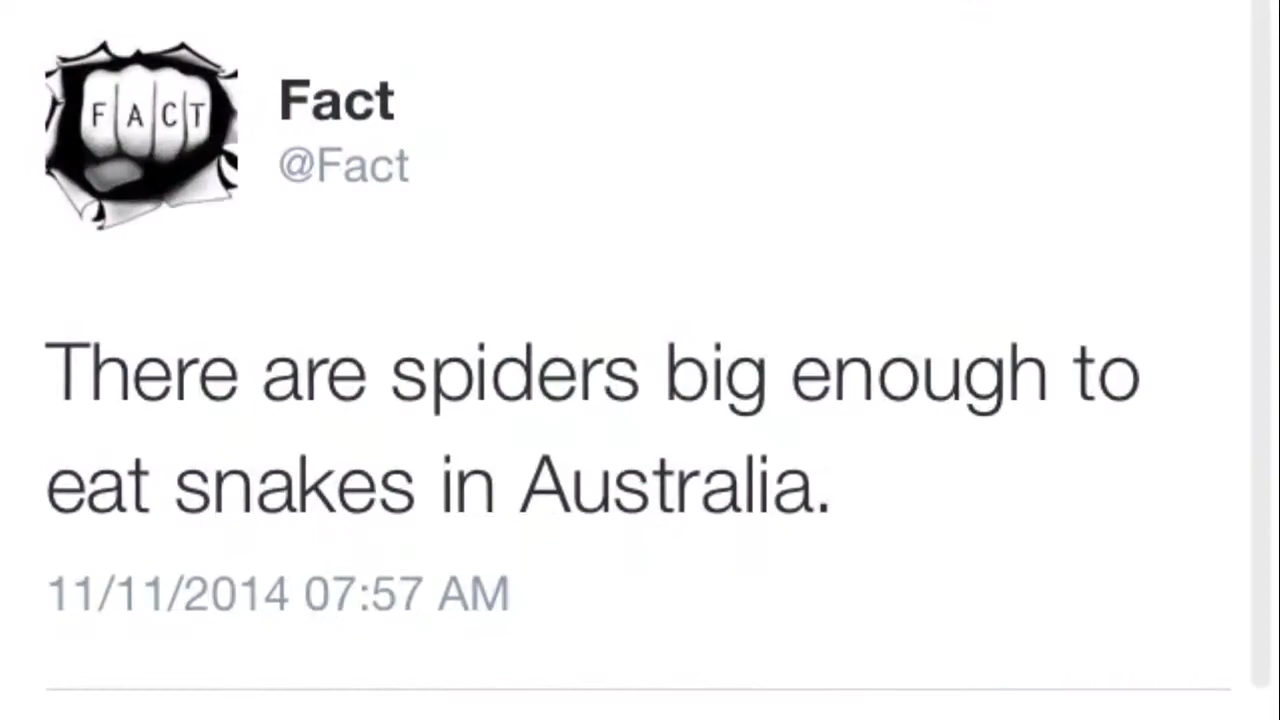 FACT
Fact
@Fact
There are spiders big enough to
eat snakes in Australia.
11/11/2014 07:57 AM